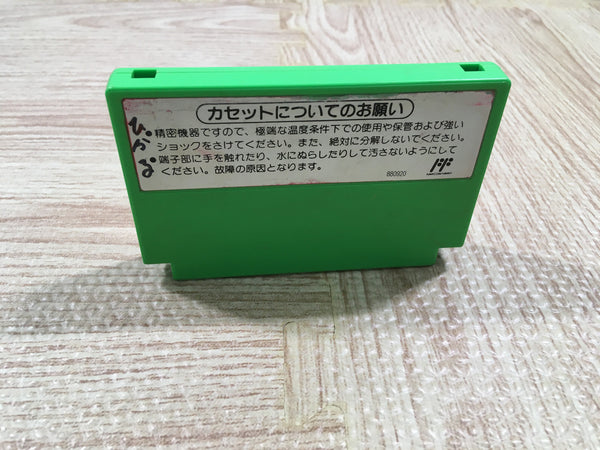 カセットについてのお願い
精密機器ですので、極端な温度条件下での使用や保管および強い
ショックをさけてください。また、絶対に分解しないでください。
端子部に手を触れたり、水にぬらしたりして汚さないようにして
ください。故障の原因となります。
880920
ひかる